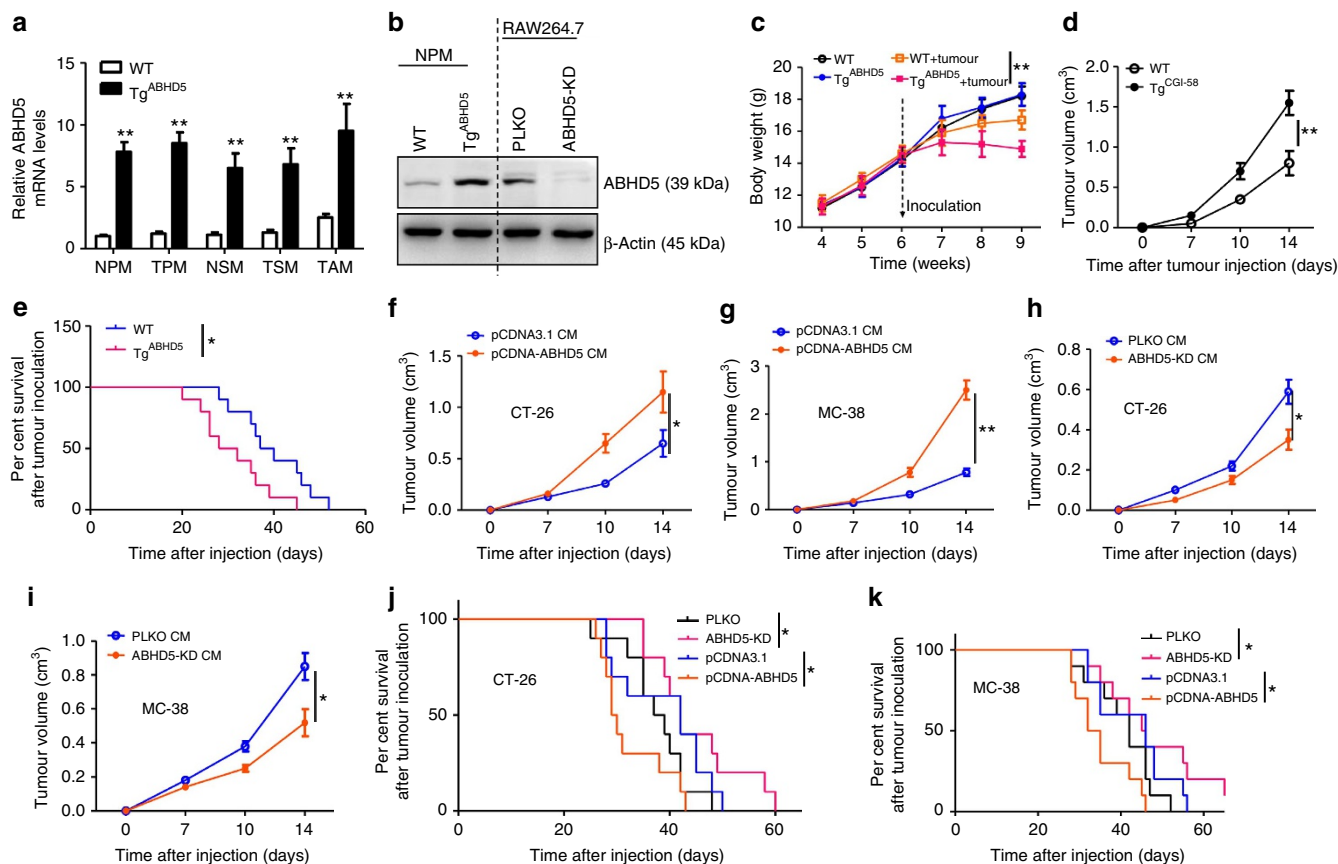 a
WT
Tg^ABHD5
Relative ABHD5
mRNA levels
15
10
5
0
** ** ** ** **
NPM TPM NSM TSM TAM
b
RAW264.7
NPM
WT Tg^ABHD5 PLKO ABHD5-KD
ABHD5 (39 kDa)
β-Actin (45 kDa)
c
WT WT+tumour
Tg^ABHD5 Tg^ABHD5+tumour
**
Body weight (g)
20
18
16
14
12
10
Inoculation
4 5 6 7 8 9
Time (weeks)
d
WT
Tg^CGI-58
Tumour volume (cm3)
2.0
1.5
1.0
0.5
0.0
**
0 7 10 14
Time after tumour injection (days)
e
WT
Tg^ABHD5
*
Per cent survival
after tumour inoculation
150
100
50
0
0 20 40 60
Time after injection (days)
f
pCDNA3.1 CM
pCDNA-ABHD5 CM
Tumour volume (cm3)
1.5
1.0
0.5
0.0
CT-26
*
0 7 10 14
Time after injection (days)
g
pCDNA3.1 CM
pCDNA-ABHD5 CM
Tumour volume (cm3)
3
2
1
0
MC-38
**
0 7 10 14
Time after injection (days)
h
PLKO CM
ABHD5-KD CM
Tumour volume (cm3)
0.8
0.6
0.4
0.2
0.0
CT-26
*
0 7 10 14
Time after injection (days)
i
PLKO CM
ABHD5-KD CM
Tumour volume (cm3)
1.0
0.8
0.6
0.4
0.2
0.0
MC-38
*
0 7 10 14
Time after injection (days)
j
PLKO
ABHD5-KD
*
pCDNA3.1
pCDNA-ABHD5
*
Per cent survival
after tumour inoculation
100
50
0
CT-26
0 20 40 60
Time after injection (days)
k
PLKO
ABHD5-KD
*
pCDNA3.1
pCDNA-ABHD5
*
Per cent survival
after tumour inoculation
100
50
0
MC-38
0 20 40 60
Time after injection (days)